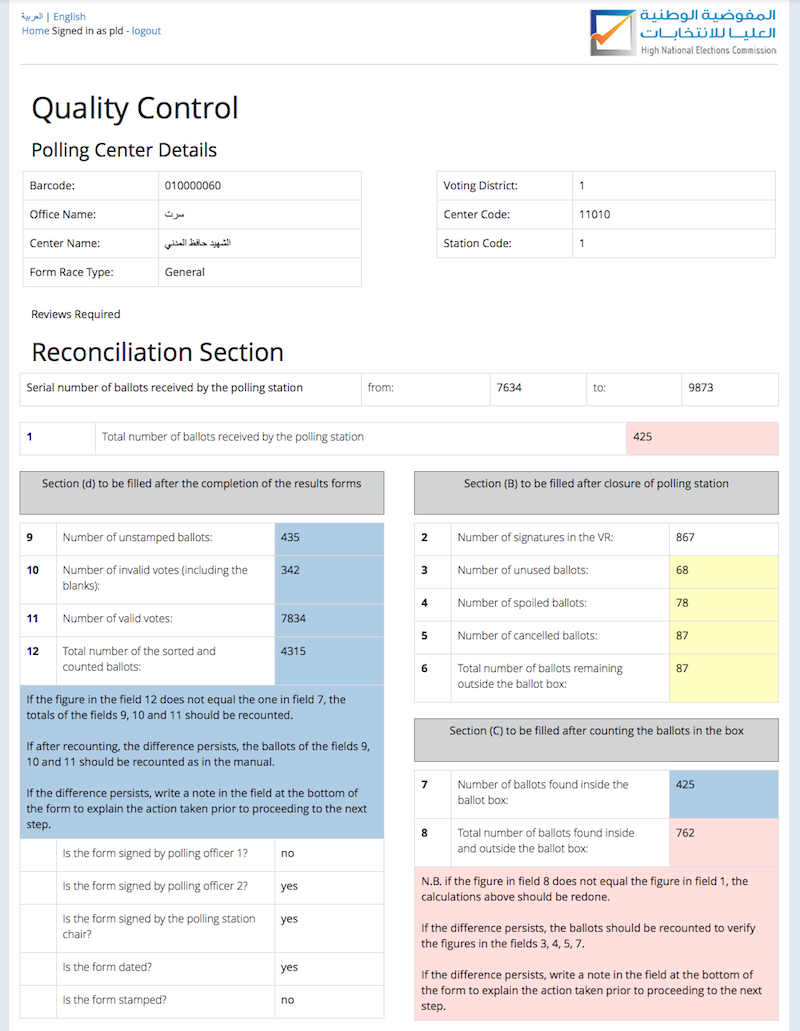 العربية | English
Home Signed in as pld - logout
المفوضية الوطنية
العليا للانتخابات
High National Elections Commission
Quality Control
Polling Center Details
Barcode: 010000060
Office Name: سرت
Center Name: الشهيد حافظ المدني
Form Race Type: General
Voting District: 1
Center Code: 11010
Station Code: 1
Reviews Required
Reconciliation Section
Serial number of ballots received by the polling station from: 7634 to: 9873
1 Total number of ballots received by the polling station 425
Section (d) to be filled after the completion of the results forms
9 Number of unstamped ballots: 435
10 Number of invalid votes (including the
blanks): 342
11 Number of valid votes: 7834
12 Total number of the sorted and
counted ballots: 4315
If the figure in the field 12 does not equal the one in field 7, the
totals of the fields 9, 10 and 11 should be recounted.
If after recounting, the difference persists, the ballots of the fields 9,
10 and 11 should be recounted as in the manual.
If the difference persists, write a note in the field at the bottom of
the form to explain the action taken prior to proceeding to the next
step.
Is the form signed by polling officer 1? no
Is the form signed by polling officer 2? yes
Is the form signed by the polling station
chair? yes
Is the form dated? yes
Is the form stamped? no
Section (B) to be filled after closure of polling station
2 Number of signatures in the VR: 867
3 Number of unused ballots: 68
4 Number of spoiled ballots: 78
5 Number of cancelled ballots: 87
6 Total number of ballots remaining
outside the ballot box: 87
Section (C) to be filled after counting the ballots in the box
7 Number of ballots found inside the
ballot box: 425
8 Total number of ballots found inside
and outside the ballot box: 762
N.B. if the figure in field 8 does not equal the figure in field 1, the
calculations above should be redone.
If the difference persists, the ballots should be recounted to verify
the figures in the fields 3, 4, 5, 7.
If the difference persists, write a note in the field at the bottom of
the form to explain the action taken prior to proceeding to the next
step.